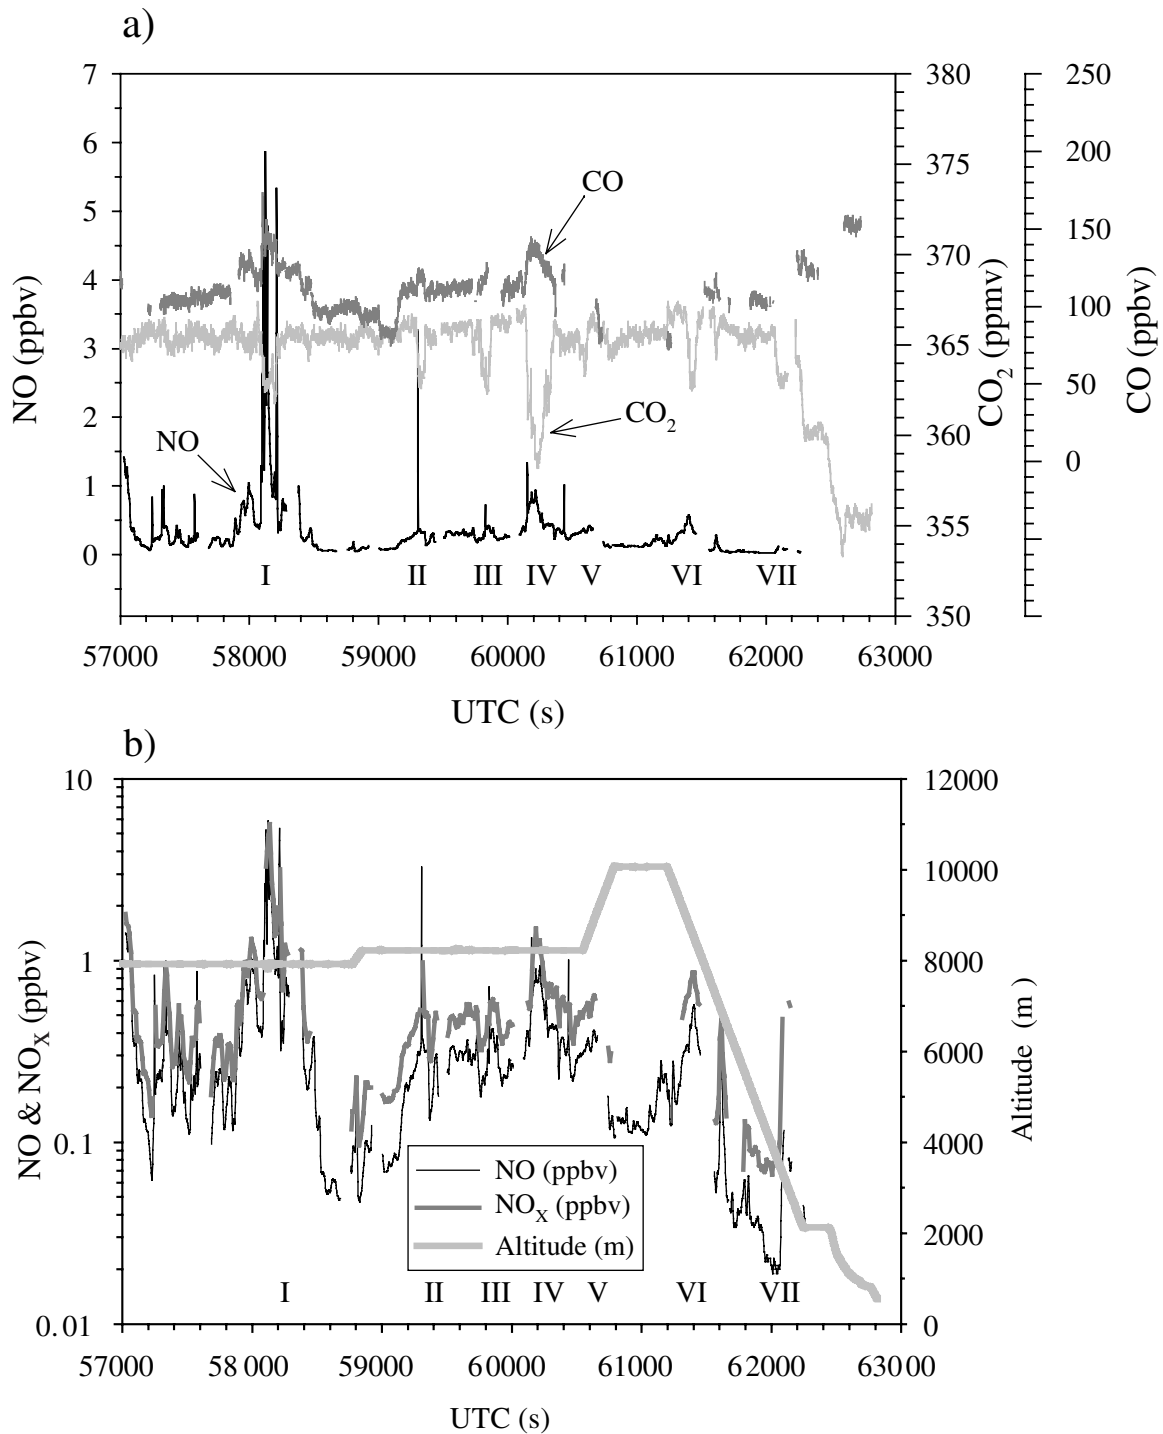 a)
7
6
5
4
3
2
1
0
NO (ppbv)
380
375
370
365
360
355
350
CO2 (ppmv)
250
200
150
100
50
0
CO (ppbv)
CO
CO2
NO
I II III IV V VI VII
57000 58000 59000 60000 61000 62000 63000
UTC (s)
b)
10
1
0.1
0.01
NO & NOX (ppbv)
12000
10000
8000
6000
4000
2000
0
Altitude (m)
NO (ppbv)
NOX (ppbv)
Altitude (m)
I II III IV V VI VII
57000 58000 59000 60000 61000 62000 63000
UTC (s)